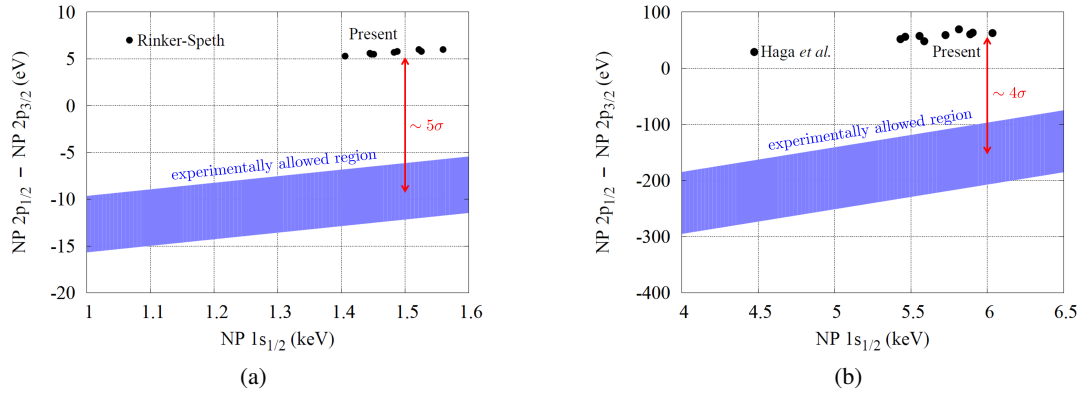 10
5
0
-5
-10
-15
-20
NP 2p1/2 − NP 2p3/2 (eV)
Rinker-Speth
Present
∼ 5σ
experimentally allowed region
1 1.1 1.2 1.3 1.4 1.5 1.6
NP 1s1/2 (keV)
(a)
100
0
-100
-200
-300
-400
NP 2p1/2 − NP 2p3/2 (eV)
Haga et al.
Present
∼ 4σ
experimentally allowed region
4 4.5 5 5.5 6 6.5
NP 1s1/2 (keV)
(b)